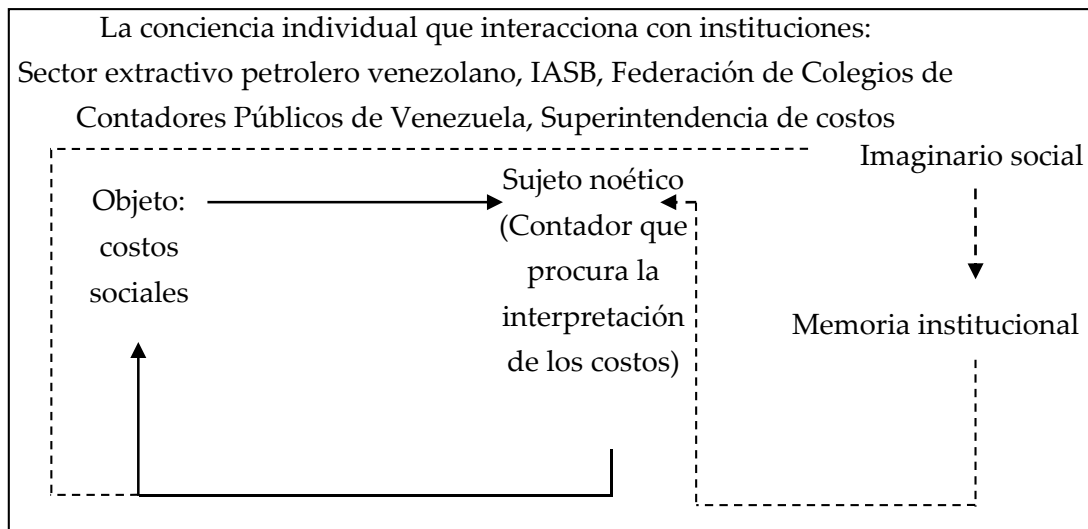 La conciencia individual que interacciona con instituciones:
Sector extractivo petrolero venezolano, IASB, Federación de Colegios de
Contadores Públicos de Venezuela, Superintendencia de costos
Imaginario social
Objeto:
costos
sociales
Sujeto noético
(Contador que
procura la
interpretación
de los costos)
Memoria institucional